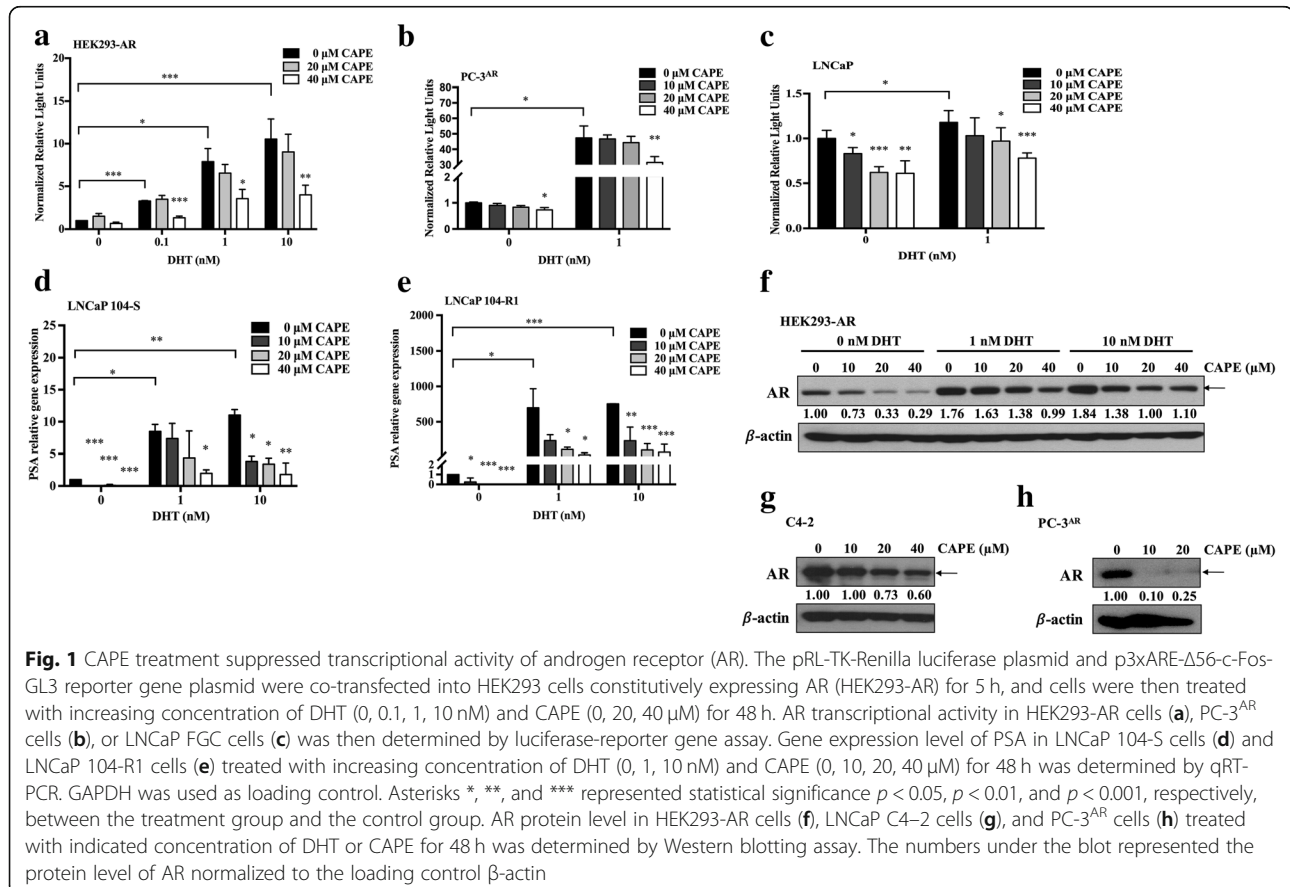 a
HEK293-AR
0 µM CAPE
20 µM CAPE
40 µM CAPE
Normalized Relative Light Units
20
15
10
5
0
***
*
***
***
*
**
0 0.1 1 10
DHT (nM)
b
PC-3AR
0 µM CAPE
10 µM CAPE
20 µM CAPE
40 µM CAPE
Normalized Relative Light Units
90
80
70
60
50
40
30
2
1
0
*
*
**
0 1
DHT (nM)
c
LNCaP
0 µM CAPE
10 µM CAPE
20 µM CAPE
40 µM CAPE
Normalized Relative Light Units
1.5
1.0
0.5
0.0
*
* *** **
* ***
0 1
DHT (nM)
d
LNCaP 104-S
0 µM CAPE
10 µM CAPE
20 µM CAPE
40 µM CAPE
PSA relative gene expression
25
20
15
10
5
0
**
*
*** *** ***
*
* * **
0 1 10
DHT (nM)
e
LNCaP 104-R1
0 µM CAPE
10 µM CAPE
20 µM CAPE
40 µM CAPE
PSA relative gene expression
2000
1500
1000
500
2
1
0
***
*
* *** ***
* *
** *** ***
0 1 10
DHT (nM)
f
HEK293-AR
0 nM DHT 1 nM DHT 10 nM DHT
0 10 20 40 0 10 20 40 0 10 20 40 CAPE (µM)
AR
1.00 0.73 0.33 0.29 1.76 1.63 1.38 0.99 1.84 1.38 1.00 1.10
β-actin
g
C4-2
0 10 20 40 CAPE (µM)
AR
1.00 1.00 0.73 0.60
β-actin
h
PC-3AR
0 10 20 CAPE (µM)
AR
1.00 0.10 0.25
β-actin
Fig. 1 CAPE treatment suppressed transcriptional activity of androgen receptor (AR). The pRL-TK-Renilla luciferase plasmid and p3xARE-Δ56-c-Fos-
GL3 reporter gene plasmid were co-transfected into HEK293 cells constitutively expressing AR (HEK293-AR) for 5 h, and cells were then treated
with increasing concentration of DHT (0, 0.1, 1, 10 nM) and CAPE (0, 20, 40 µM) for 48 h. AR transcriptional activity in HEK293-AR cells (a), PC-3AR
cells (b), or LNCaP FGC cells (c) was then determined by luciferase-reporter gene assay. Gene expression level of PSA in LNCaP 104-S cells (d) and
LNCaP 104-R1 cells (e) treated with increasing concentration of DHT (0, 1, 10 nM) and CAPE (0, 10, 20, 40 µM) for 48 h was determined by qRT-
PCR. GAPDH was used as loading control. Asterisks *, **, and *** represented statistical significance p < 0.05, p < 0.01, and p < 0.001, respectively,
between the treatment group and the control group. AR protein level in HEK293-AR cells (f), LNCaP C4–2 cells (g), and PC-3AR cells (h) treated
with indicated concentration of DHT or CAPE for 48 h was determined by Western blotting assay. The numbers under the blot represented the
protein level of AR normalized to the loading control β-actin